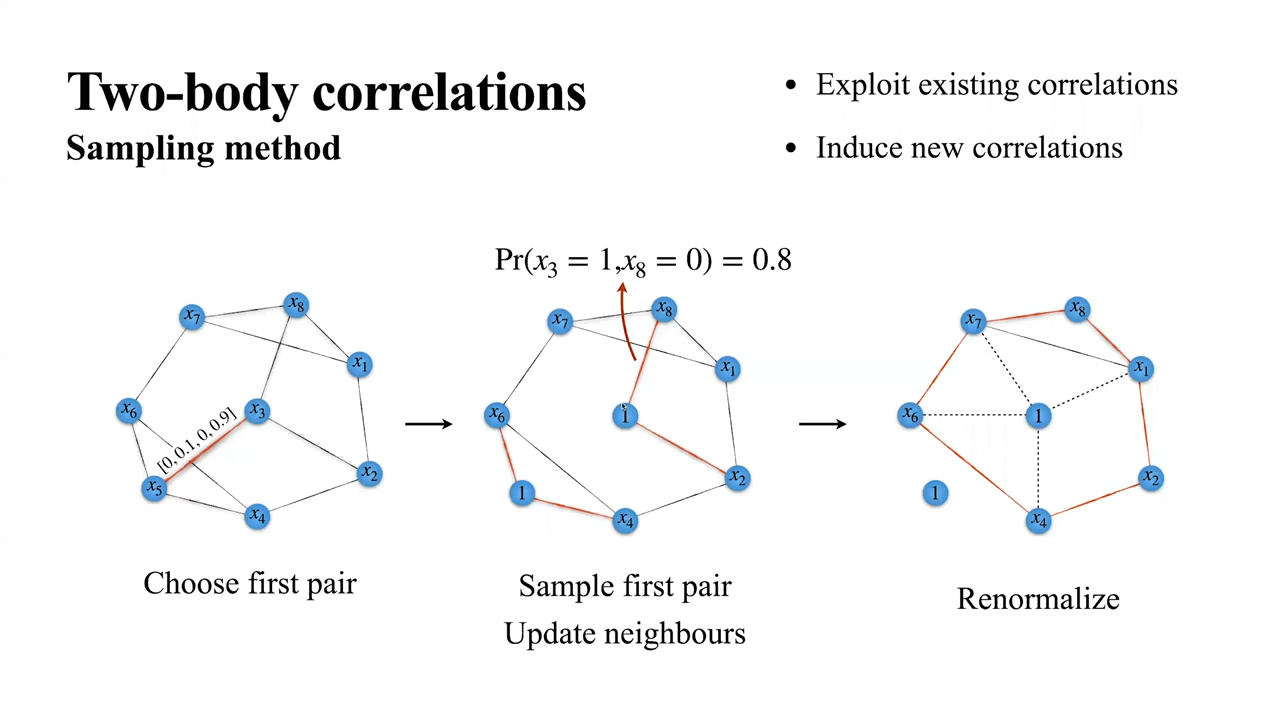 Two-body correlations
Sampling method
• Exploit existing correlations
• Induce new correlations
Pr(x₃ = 1,x₈ = 0) = 0.8
x₇
x₈
x₁
x₆
x₃
[0, 0.1, 0, 0.9]
x₅
x₂
x₄
Choose first pair
x₇
x₈
x₁
x₆
1
x₂
1
x₄
Sample first pair
Update neighbours
x₇
x₈
x₁
x₆
1
x₂
1
x₄
Renormalize